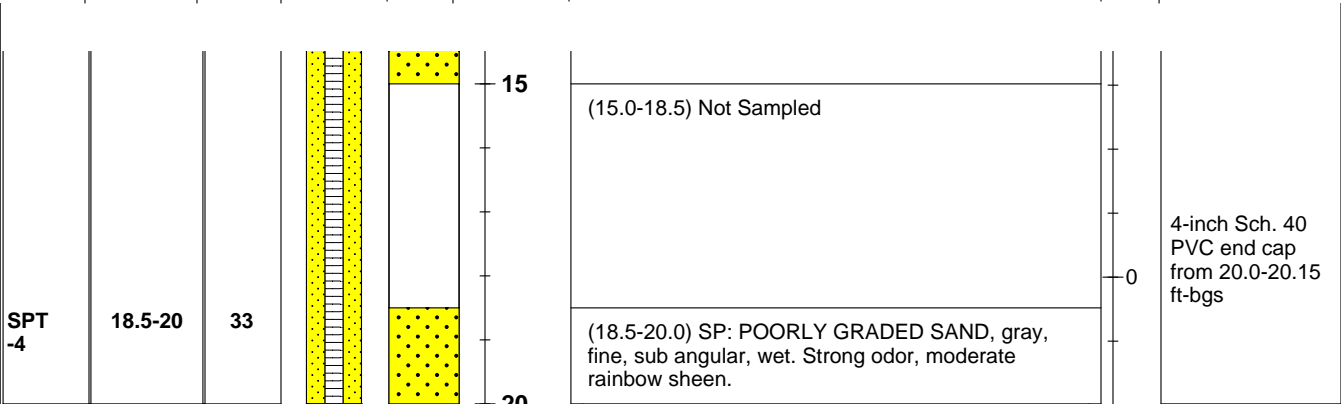 15
(15.0-18.5) Not Sampled
4-inch Sch. 40
PVC end cap
from 20.0-20.15
ft-bgs
0
SPT
-4
18.5-20
33
(18.5-20.0) SP: POORLY GRADED SAND, gray,
fine, sub angular, wet. Strong odor, moderate
rainbow sheen.
20